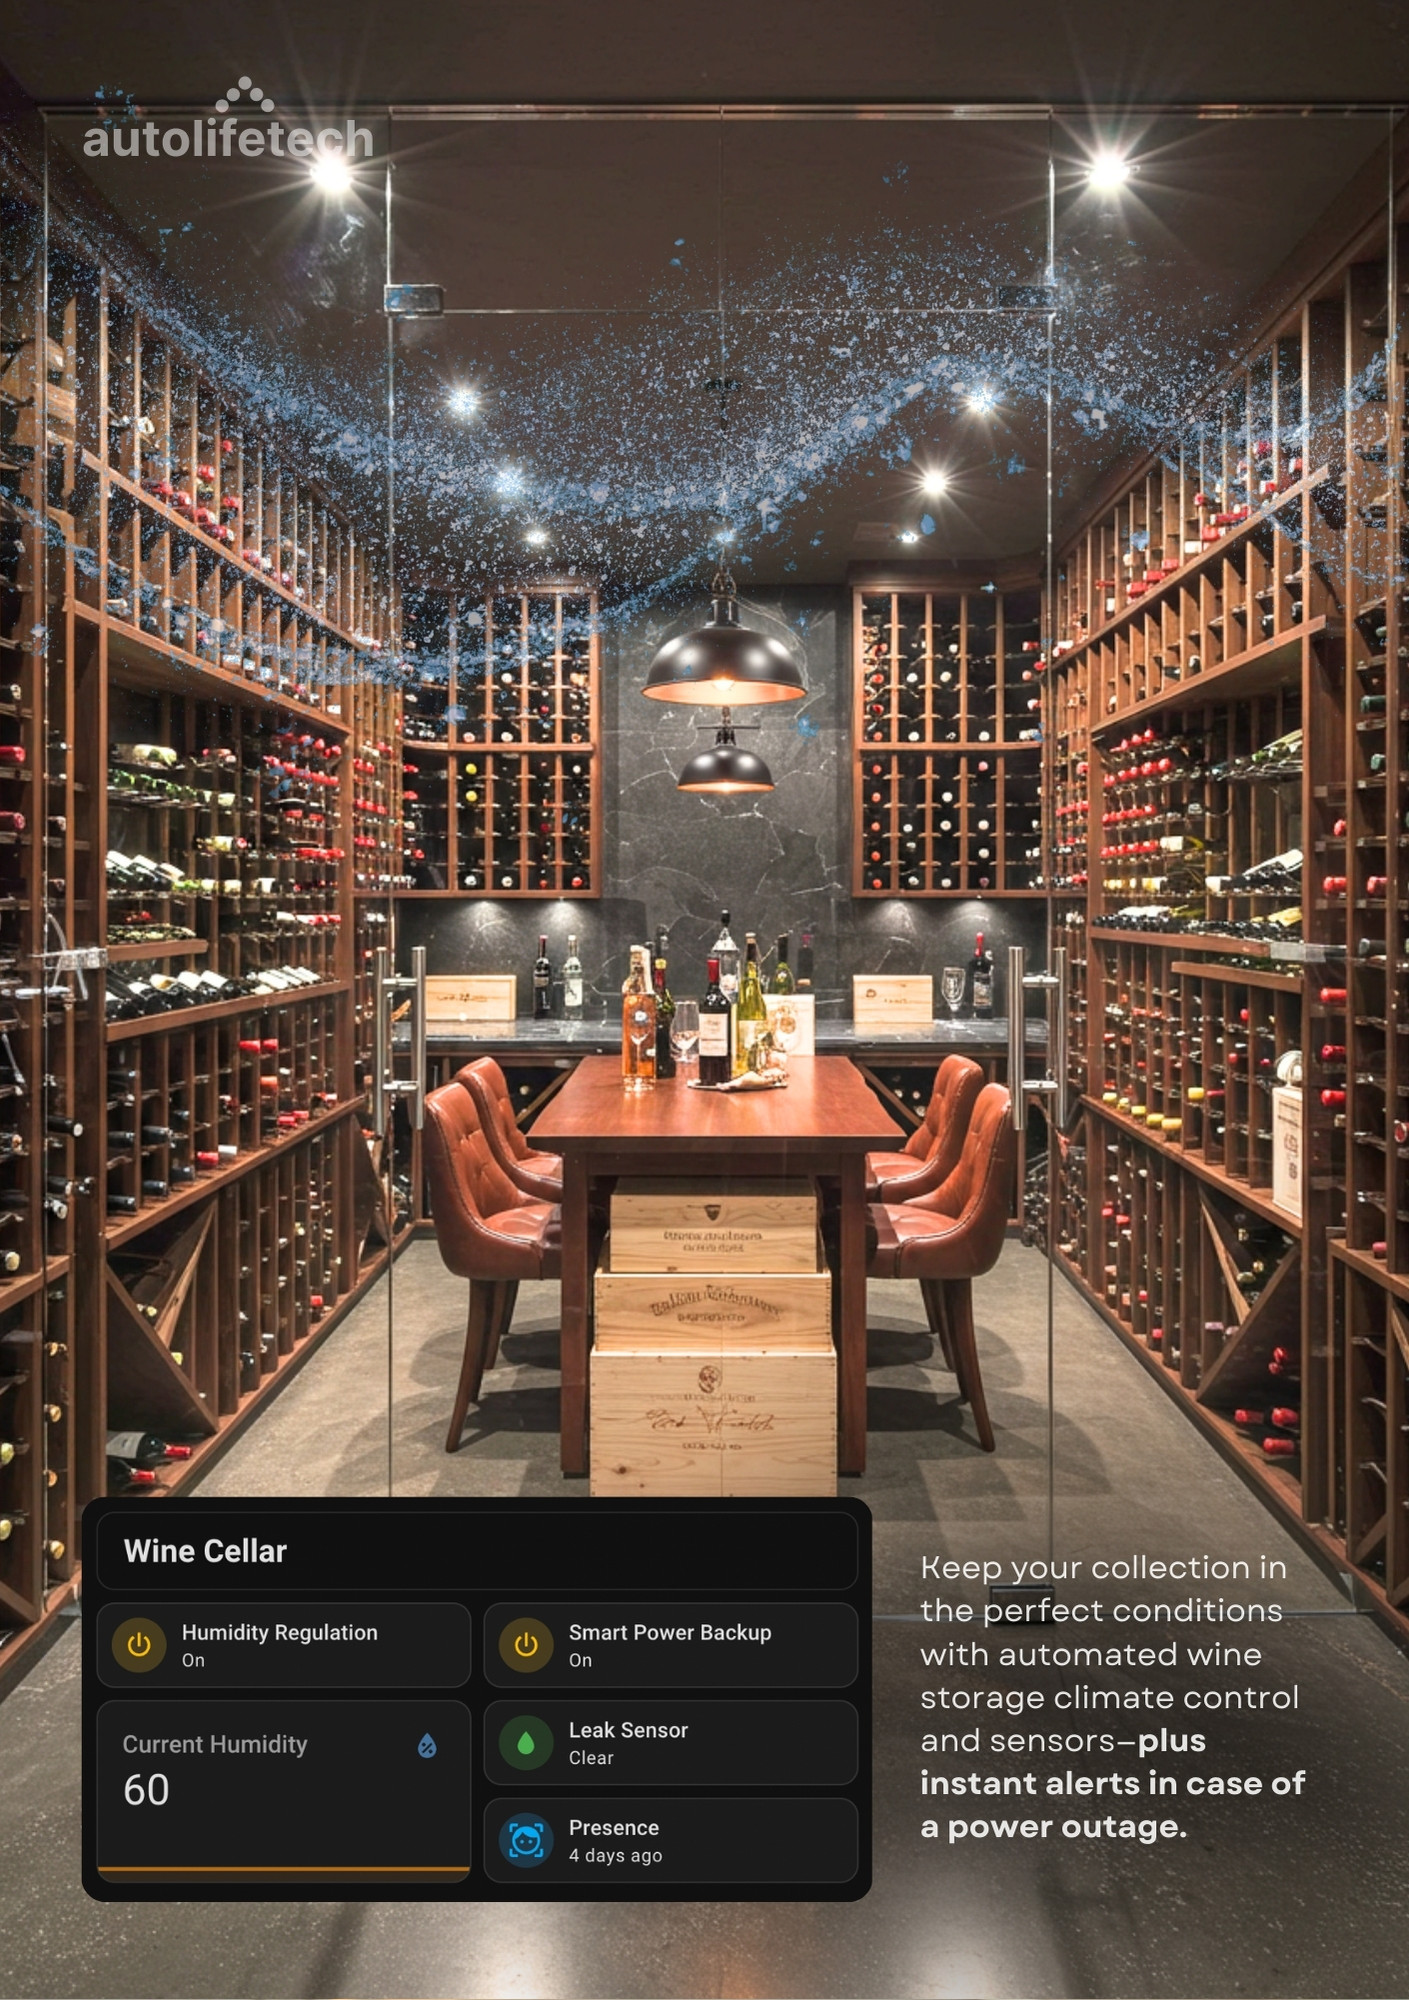 autolifetech
Wine Cellar
Humidity Regulation
On
Smart Power Backup
On
Current Humidity
60
Leak Sensor
Clear
Presence
4 days ago
Keep your collection in
the perfect conditions
with automated wine
storage climate control
and sensors–plus
instant alerts in case of
a power outage.